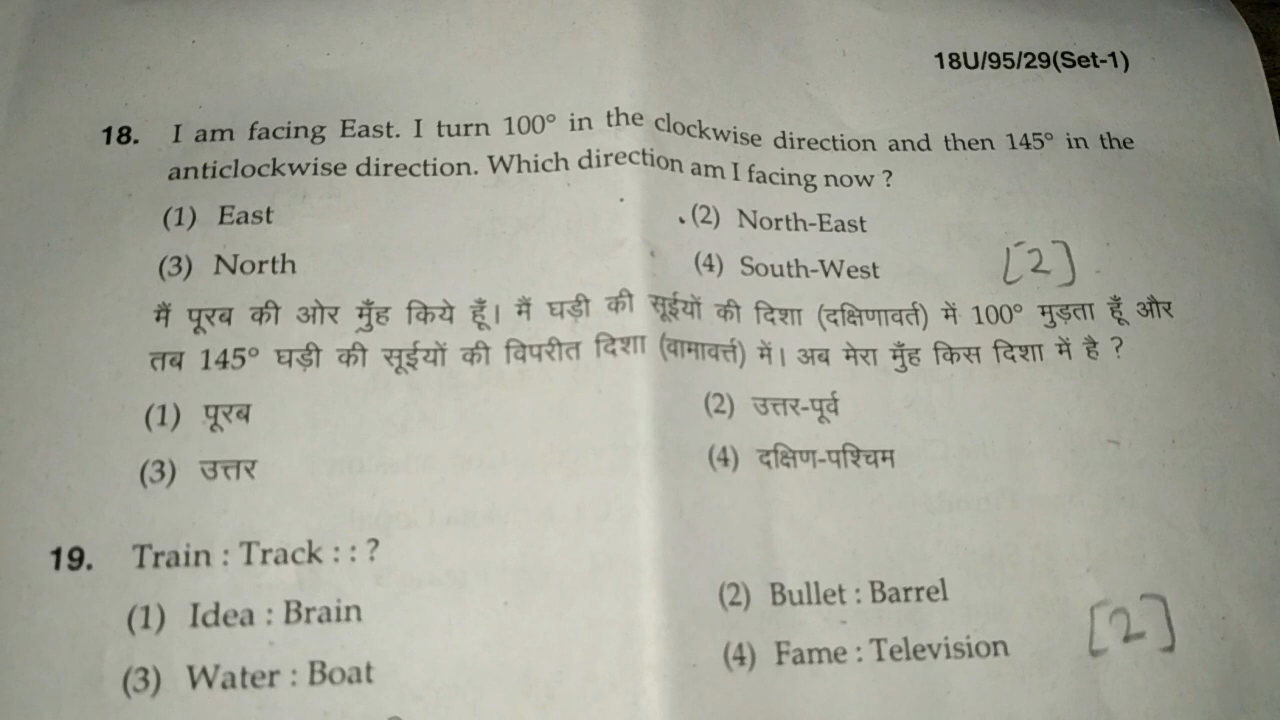 18U/95/29(Set-1)
18. I am facing East. I turn 100° in the clockwise direction and then 145° in the
anticlockwise direction. Which direction am I facing now ?
(1) East (2) North-East
(3) North (4) South-West [2]
मैं पूरब की ओर मुँह किये हूँ। मैं घड़ी की सूईयों की दिशा (दक्षिणावर्त) में 100° मुड़ता हूँ और
तब 145° घड़ी की सूईयों की विपरीत दिशा (वामावर्त्त) में। अब मेरा मुँह किस दिशा में है ?
(1) पूरब (2) उत्तर-पूर्व
(3) उत्तर (4) दक्षिण-पश्चिम
19. Train : Track : : ?
(1) Idea : Brain (2) Bullet : Barrel
(3) Water : Boat (4) Fame : Television [2]